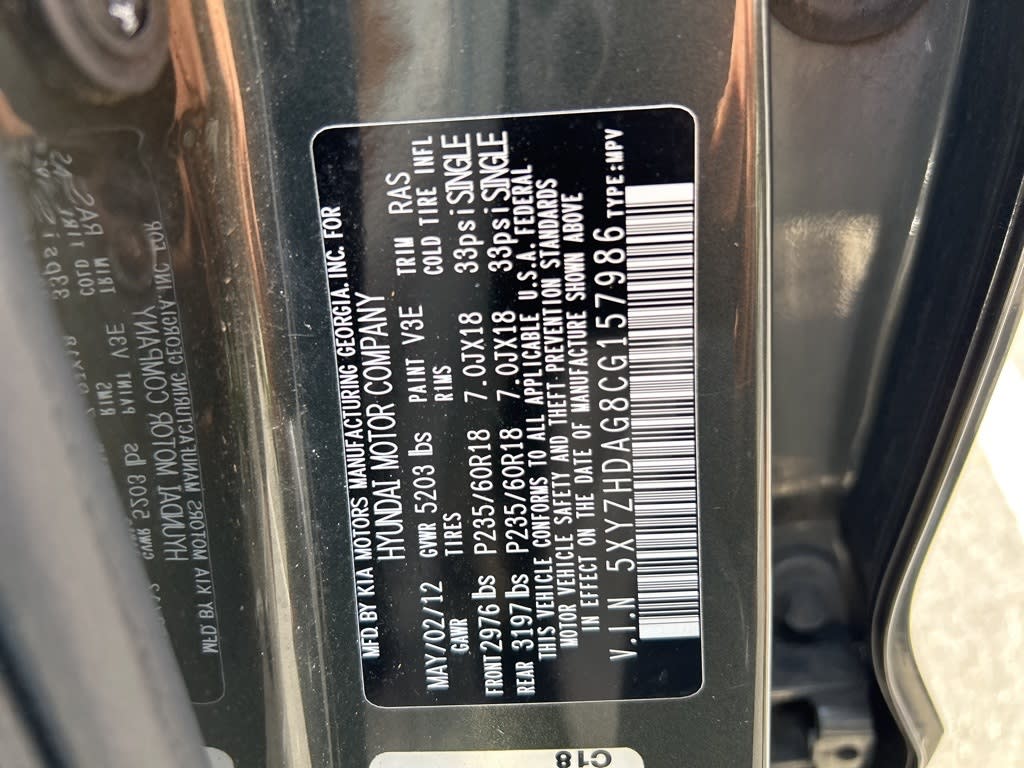 MFD. BY KIA MOTORS MANUFACTURING GEORGIA, INC. FOR
HYUNDAI MOTOR COMPANY
MAY/02/12 GVWR 5203 lbs PAINT V3E TRIM RAS
GAWR TIRES RIMS COLD TIRE INFL
FRONT 2976 lbs P235/60R18 7.0JX18 33psi SINGLE
REAR 3197 lbs P235/60R18 7.0JX18 33psi SINGLE
THIS VEHICLE CONFORMS TO ALL APPLICABLE U.S.A. FEDERAL
MOTOR VEHICLE SAFETY AND THEFT PREVENTION STANDARDS
IN EFFECT ON THE DATE OF MANUFACTURE SHOWN ABOVE
V.I.N 5XYZHDAG8CG157986 TYPE:MPV
C18